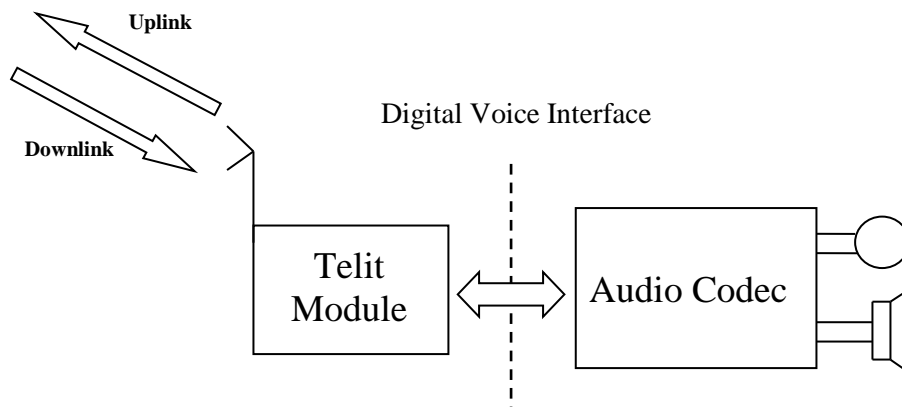 Uplink
Downlink
Digital Voice Interface
Telit
Module
Audio Codec